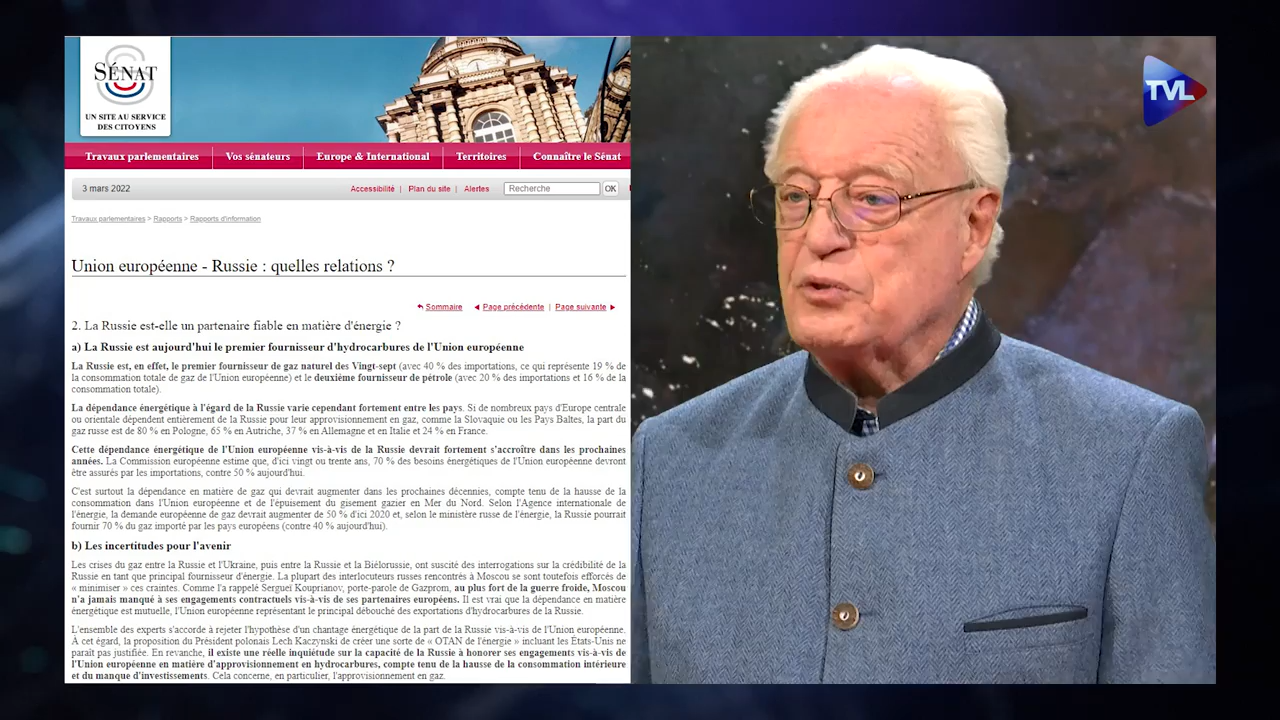 SÉNAT
UN SITE AU SERVICE
DES CITOYENS
Travaux parlementaires
Vos sénateurs
Europe & International
Territoires
Connaître le Sénat
3 mars 2022
Accessibilité | Plan du site | Alertes
Recherche
OK
Travaux parlementaires > Rapports > Rapports d'information
Union européenne - Russie : quelles relations ?
Sommaire
Page précédente | Page suivante
2. La Russie est-elle un partenaire fiable en matière d'énergie ?
a) La Russie est aujourd'hui le premier fournisseur d'hydrocarbures de l'Union européenne
La Russie est, en effet, le premier fournisseur de gaz naturel des Vingt-sept (avec 40 % des importations, ce qui représente 19 % de
la consommation totale de gaz de l'Union européenne) et le deuxième fournisseur de pétrole (avec 20 % des importations et 16 % de la
consommation totale).
La dépendance énergétique à l'égard de la Russie varie cependant fortement entre les pays. Si de nombreux pays d'Europe centrale
ou orientale dépendent entièrement de la Russie pour leur approvisionnement en gaz, comme la Slovaquie ou les Pays Baltes, la part du
gaz russe est de 80 % en Pologne, 65 % en Autriche, 37 % en Allemagne et en Italie et 24 % en France.
Cette dépendance énergétique de l'Union européenne vis-à-vis de la Russie devrait fortement s'accroître dans les prochaines
années. La Commission européenne estime que, d'ici vingt ou trente ans, 70 % des besoins énergétiques de l'Union européenne devront
être assurés par les importations, contre 50 % aujourd'hui.
C'est surtout la dépendance en matière de gaz qui devrait augmenter dans les prochaines décennies, compte tenu de la hausse de la
consommation dans l'Union européenne et de l'épuisement du gisement gazier en Mer du Nord. Selon l'Agence internationale de
l'énergie, la demande européenne de gaz devrait augmenter de 50 % d'ici 2020 et, selon le ministère russe de l'énergie, la Russie pourrait
fournir 70 % du gaz importé par les pays européens (contre 40 % aujourd'hui).
b) Les incertitudes pour l'avenir
Les crises du gaz entre la Russie et l'Ukraine, puis entre la Russie et la Biélorussie, ont suscité des interrogations sur la crédibilité de la
Russie en tant que principal fournisseur d'énergie. La plupart des interlocuteurs russes rencontrés à Moscou se sont toutefois efforcés de
« minimiser » ces craintes. Comme l'a rappelé Sergueï Kouprianov, porte-parole de Gazprom, au plus fort de la guerre froide, Moscou
n'a jamais manqué à ses engagements contractuels vis-à-vis de ses partenaires européens. Il est vrai que la dépendance en matière
énergétique est mutuelle, l'Union européenne représentant le principal débouché des exportations d'hydrocarbures de la Russie.
L'ensemble des experts s'accorde à rejeter l'hypothèse d'un chantage énergétique de la part de la Russie vis-à-vis de l'Union européenne.
À cet égard, la proposition du Président polonais Lech Kaczynski de créer une sorte de « OTAN de l'énergie » incluant les États-Unis ne
paraît pas justifiée. En revanche, il existe une réelle inquiétude sur la capacité de la Russie à honorer ses engagements vis-à-vis de
l'Union européenne en matière d'approvisionnement en hydrocarbures, compte tenu de la hausse de la consommation intérieure
et du manque d'investissements. Cela concerne, en particulier, l'approvisionnement en gaz.
TVL